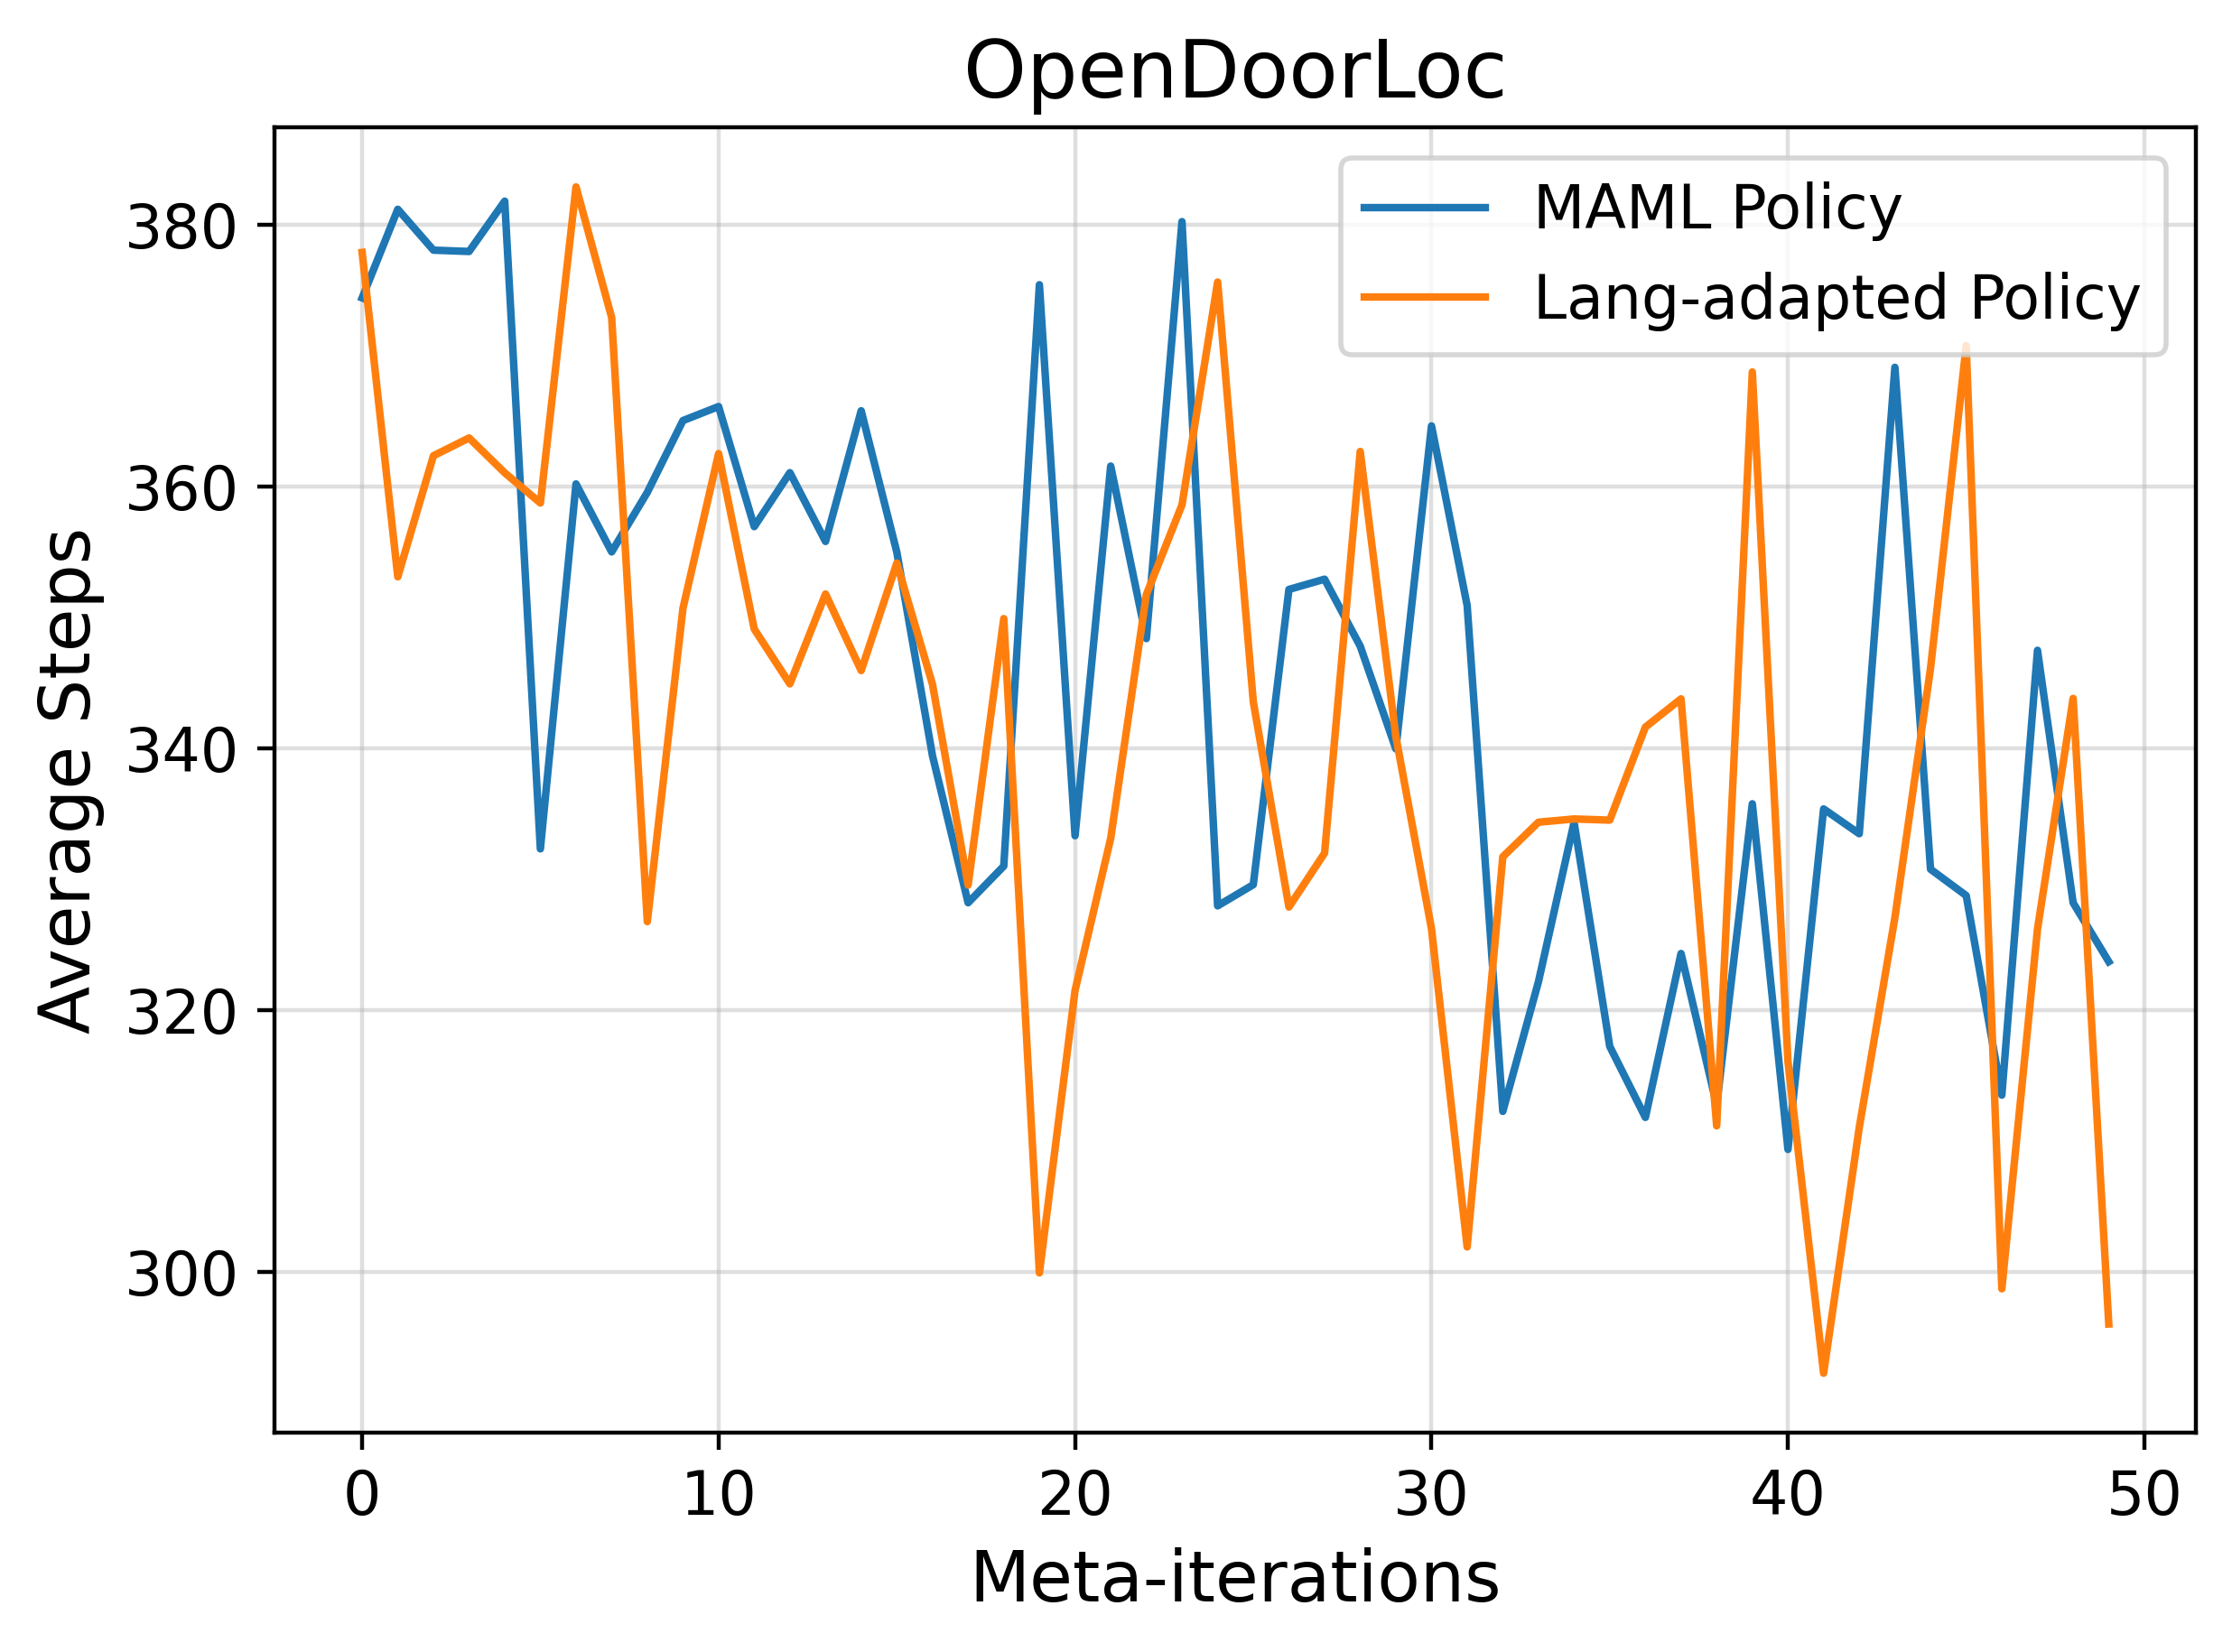 OpenDoorLoc
MAML Policy
Lang-adapted Policy
Average Steps
380
360
340
320
300
0 10 20 30 40 50
Meta-iterations